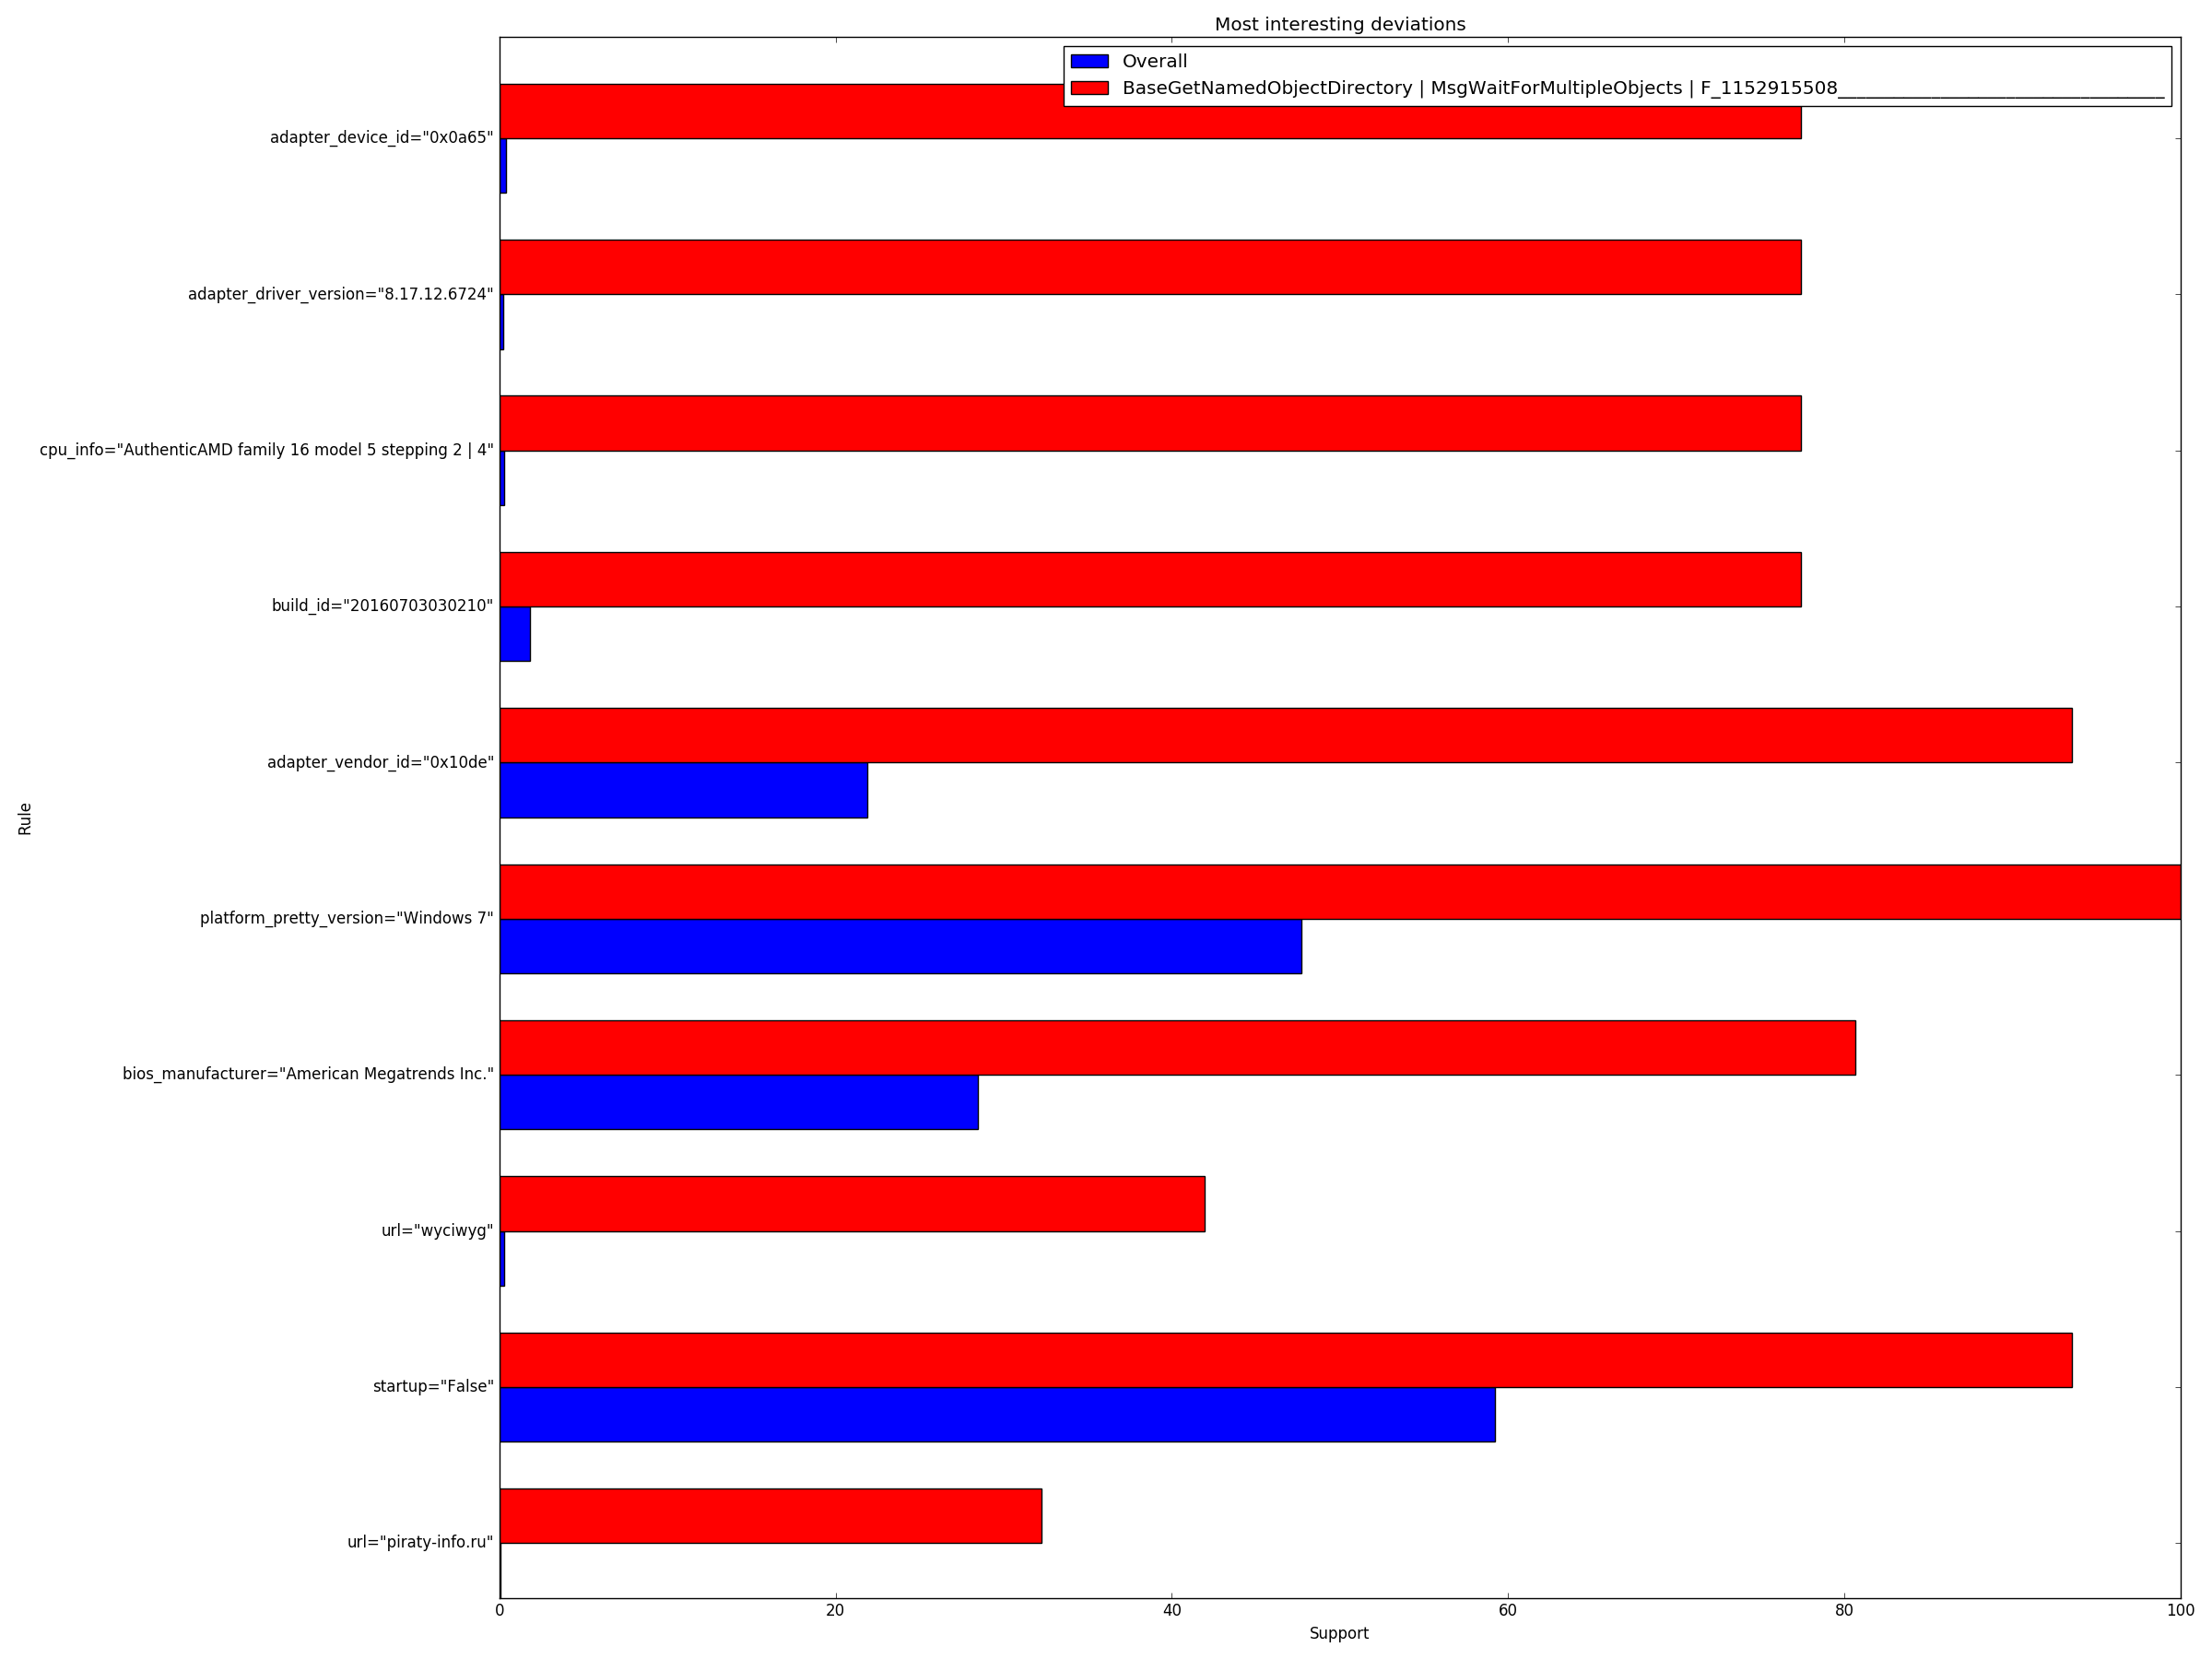 Most interesting deviations
Overall
BaseGetNamedObjectDirectory | MsgWaitForMultipleObjects | F_1152915508___________________________________
adapter_device_id="0x0a65"
adapter_driver_version="8.17.12.6724"
cpu_info="AuthenticAMD family 16 model 5 stepping 2 | 4"
build_id="20160703030210"
adapter_vendor_id="0x10de"
Rule
platform_pretty_version="Windows 7"
bios_manufacturer="American Megatrends Inc."
url="wyciwyg"
startup="False"
url="piraty-info.ru"
0 20 40 60 80 100
Support